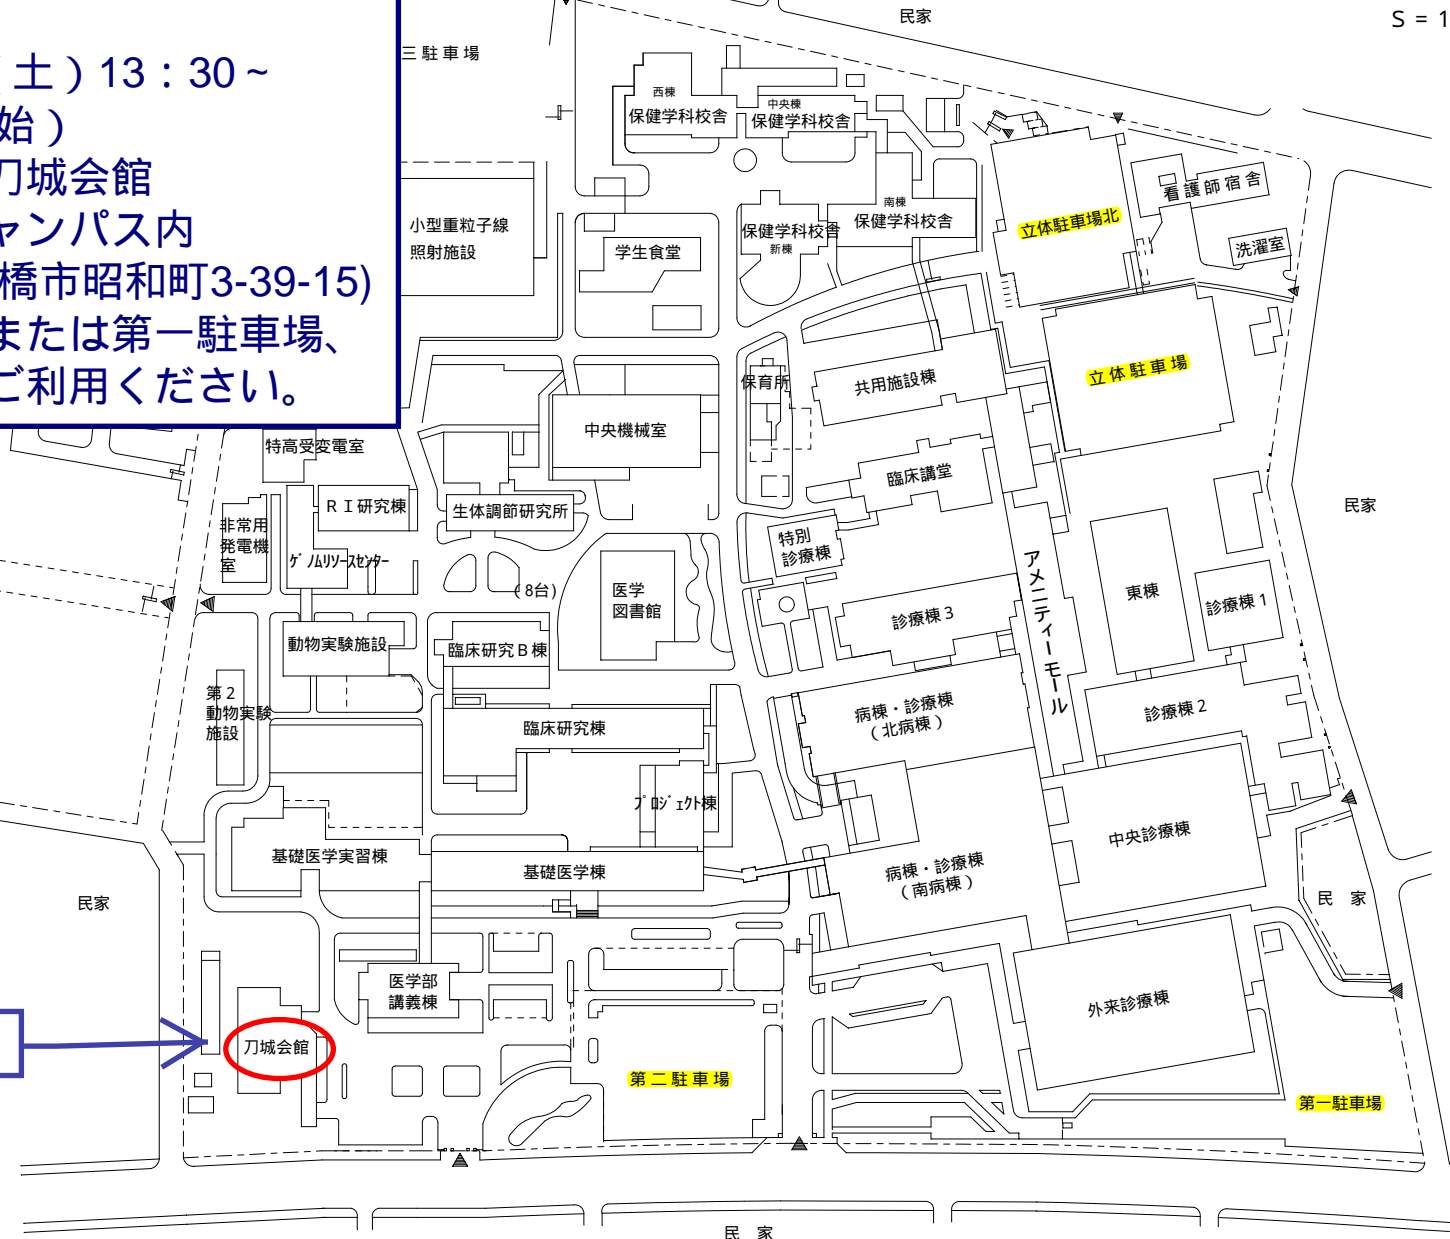 土）13：30～
始）
刀城会館
ャンパス内
橋市昭和町3-39-15)
または第一駐車場、
ご利用ください。
民家
S = 1
三 駐 車 場
西棟
保健学科校舎
中央棟
保健学科校舎
南棟
保健学科校舎
保健学科校舎
新棟
小型重粒子線
照射施設
学生食堂
立体駐車場北
看護師宿舎
洗濯室
立体駐車場
保育所
共用施設棟
中央機械室
特高受変電室
臨床講堂
ＲＩ研究棟
生体調節研究所
非常用
発電機
室
ｹﾞﾉﾑﾘｿｰｽｾﾝﾀｰ
特別
診療棟
民家
アメニティーモール
(8台)
医学
図書館
東棟
診療棟１
診療棟３
動物実験施設
臨床研究Ｂ棟
第２
動物実験
施設
臨床研究棟
病棟・診療棟
（北病棟）
診療棟２
ﾌﾟﾛｼﾞｪｸﾄ棟
中央診療棟
基礎医学実習棟
基礎医学棟
病棟・診療棟
（南病棟）
民家
民　家
医学部
講義棟
外来診療棟
刀城会館
第二駐車場
第一駐車場
民　家